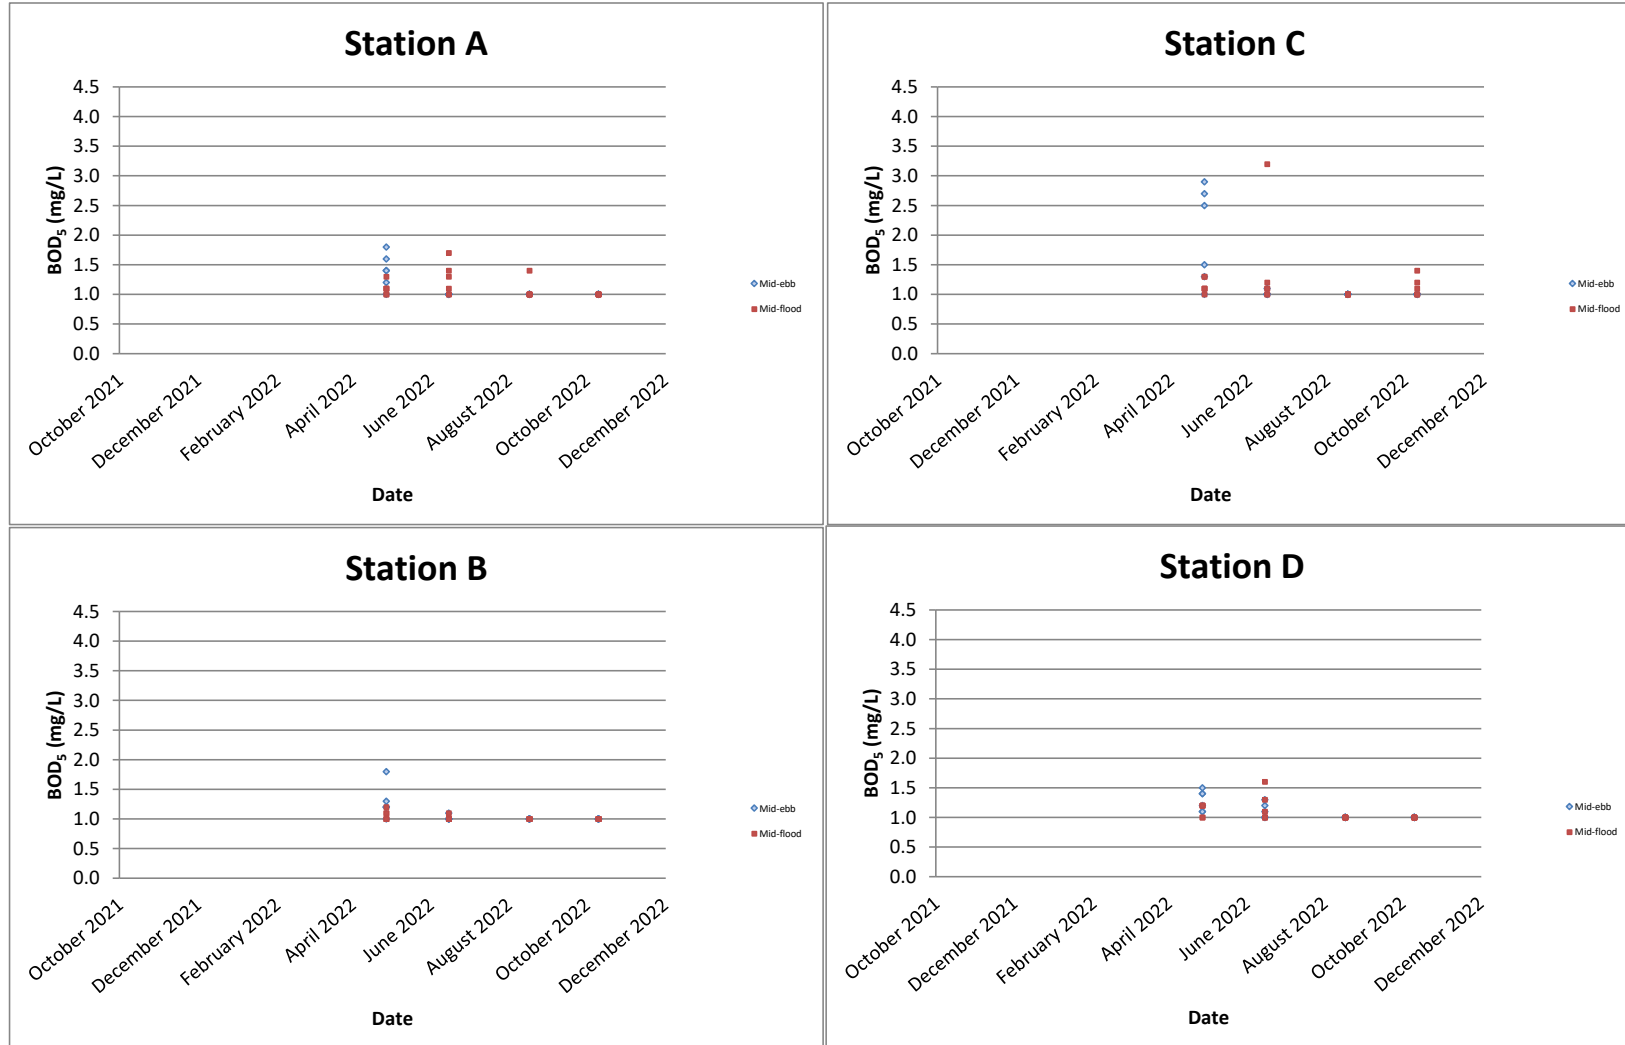 Station A
4.5
4.0
3.5
3.0
2.5
2.0
1.5
1.0
0.5
0.0
BOD5 (mg/L)
October 2021
December 2021
February 2022
April 2022
June 2022
August 2022
October 2022
December 2022
Date
Mid-ebb
Mid-flood
Station C
4.5
4.0
3.5
3.0
2.5
2.0
1.5
1.0
0.5
0.0
BOD5 (mg/L)
October 2021
December 2021
February 2022
April 2022
June 2022
August 2022
October 2022
December 2022
Date
Mid-ebb
Mid-flood
Station B
4.5
4.0
3.5
3.0
2.5
2.0
1.5
1.0
0.5
0.0
BOD5 (mg/L)
October 2021
December 2021
February 2022
April 2022
June 2022
August 2022
October 2022
December 2022
Date
Mid-ebb
Mid-flood
Station D
4.5
4.0
3.5
3.0
2.5
2.0
1.5
1.0
0.5
0.0
BOD5 (mg/L)
October 2021
December 2021
February 2022
April 2022
June 2022
August 2022
October 2022
December 2022
Date
Mid-ebb
Mid-flood